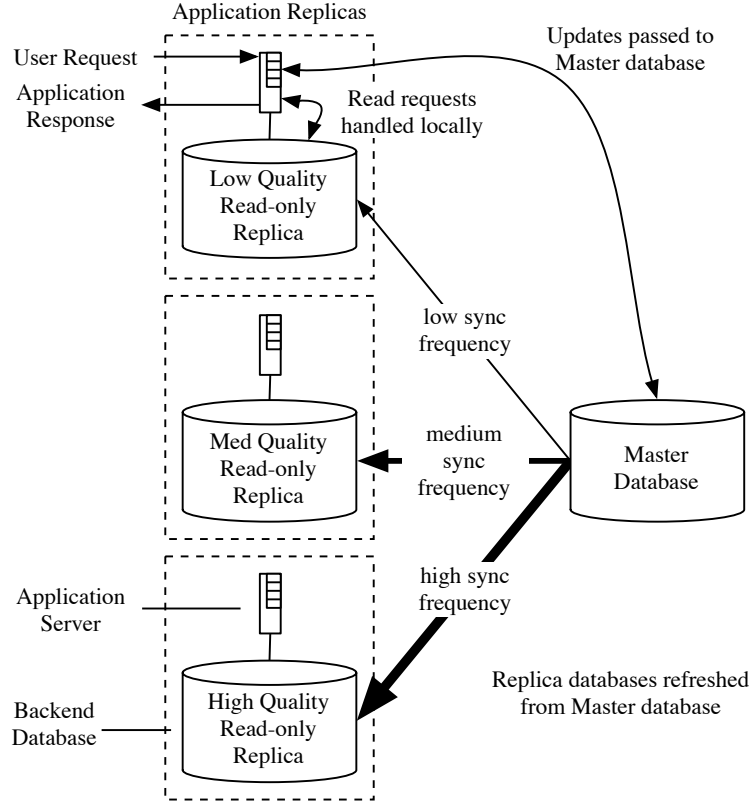 Application Replicas
User Request
Application
Response
Updates passed to
Master database
Read requests
handled locally
Low Quality
Read-only
Replica
low sync
frequency
Med Quality
Read-only
Replica
medium
sync
frequency
Master
Database
high sync
frequency
Application
Server
High Quality
Read-only
Replica
Backend
Database
Replica databases refreshed
from Master database